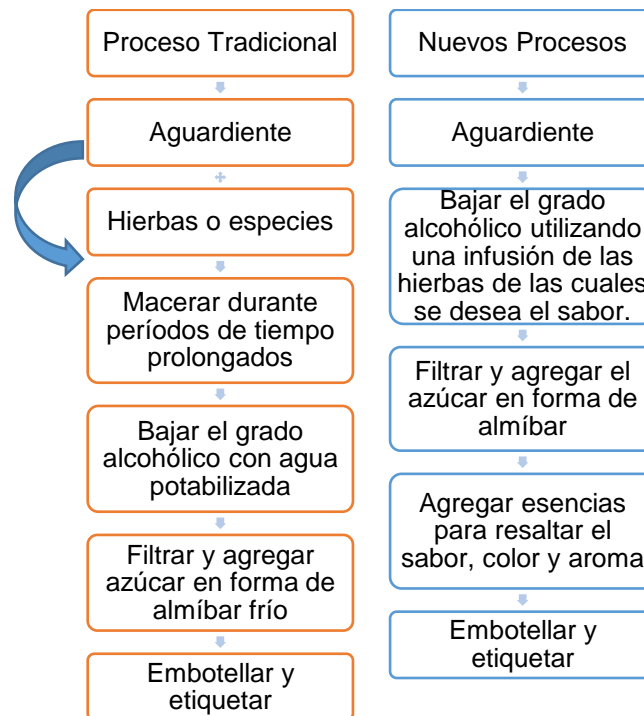 Proceso Tradicional
Aguardiente
Hierbas o especies
Macerar durante
períodos de tiempo
prolongados
Bajar el grado
alcohólico con agua
potabilizada
Filtrar y agregar
azúcar en forma de
almíbar frío
Embotellar y
etiquetar
Nuevos Procesos
Aguardiente
Bajar el grado
alcohólico utilizando
una infusión de las
hierbas de las cuales
se desea el sabor.
Filtrar y agregar el
azúcar en forma de
almíbar
Agregar esencias
para resaltar el
sabor, color y aroma
Embotellar y
etiquetar